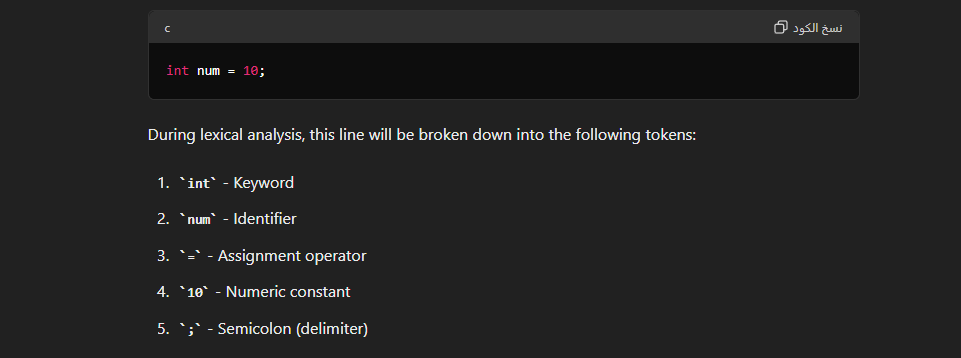 c
نسخ الكود
int num = 10;
During lexical analysis, this line will be broken down into the following tokens:
1. `int` - Keyword
2. `num` - Identifier
3. `=` - Assignment operator
4. `10` - Numeric constant
5. `;` - Semicolon (delimiter)